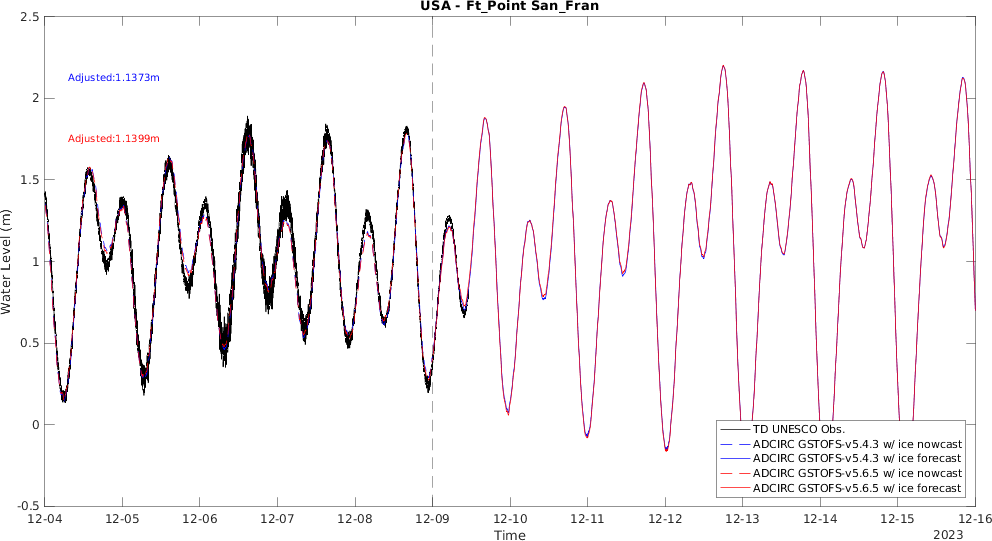 USA - Ft_Point San_Fran
2.5
2
1.5
1
0.5
0
-0.5
Water Level (m)
Adjusted:1.1373m
Adjusted:1.1399m
TD UNESCO Obs.
ADCIRC GSTOFS-v5.4.3 w/ ice nowcast
ADCIRC GSTOFS-v5.4.3 w/ ice forecast
ADCIRC GSTOFS-v5.6.5 w/ ice nowcast
ADCIRC GSTOFS-v5.6.5 w/ ice forecast
12-04 12-05 12-06 12-07 12-08 12-09 12-10 12-11 12-12 12-13 12-14 12-15 12-16
Time
2023